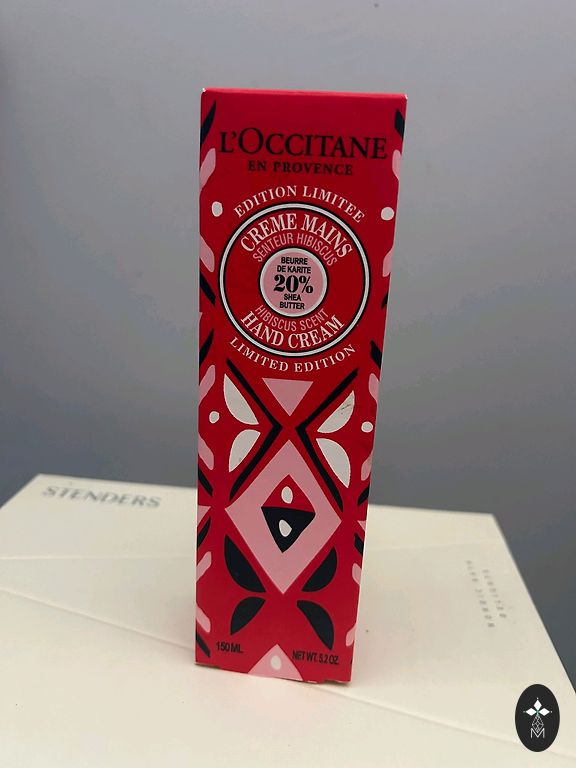 L'OCCITANE
EN PROVENCE
EDITION LIMITEE
CREME MAINS
SENTEUR HIBISCUS
BEURRE
DE KARITE
20%
SHEA
BUTTER
HIBISCUS SCENT
HAND CREAM
LIMITED EDITION
STENDERS
150 ML
NET WT. 5.2 OZ.
M